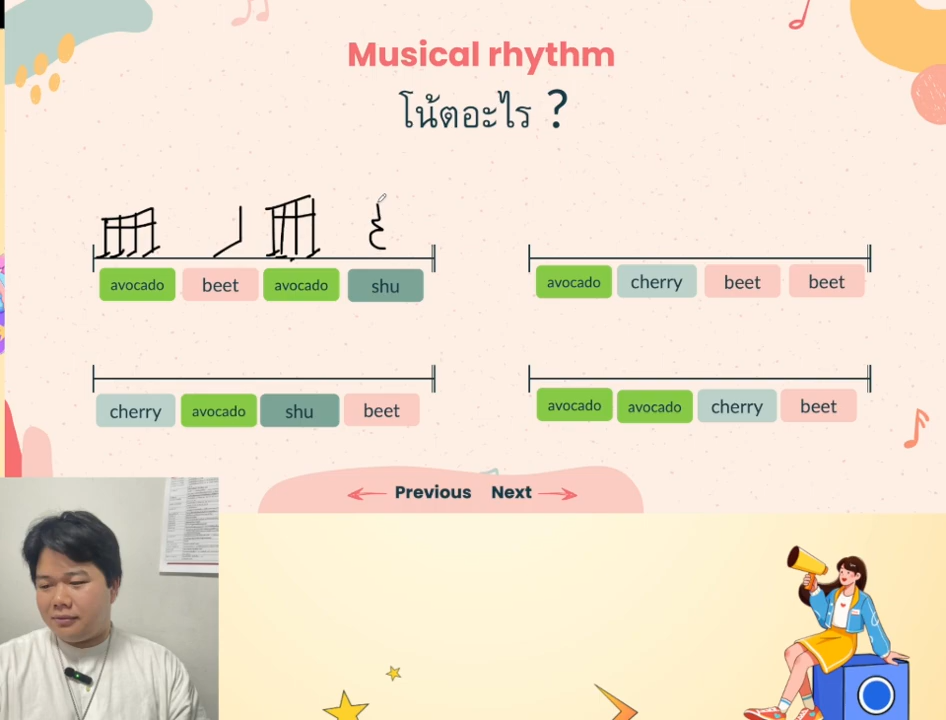 Musical rhythm
โน้ตอะไร ?
avocado beet avocado shu
avocado cherry beet beet
cherry avocado shu beet
avocado avocado cherry beet
Previous Next